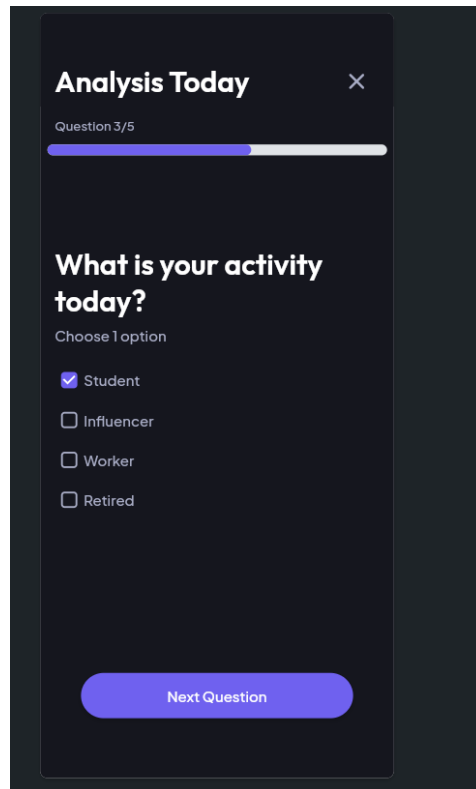 Analysis Today
Question 3/5
What is your activity
today?
Choose 1 option
Student
Influencer
Worker
Retired
Next Question